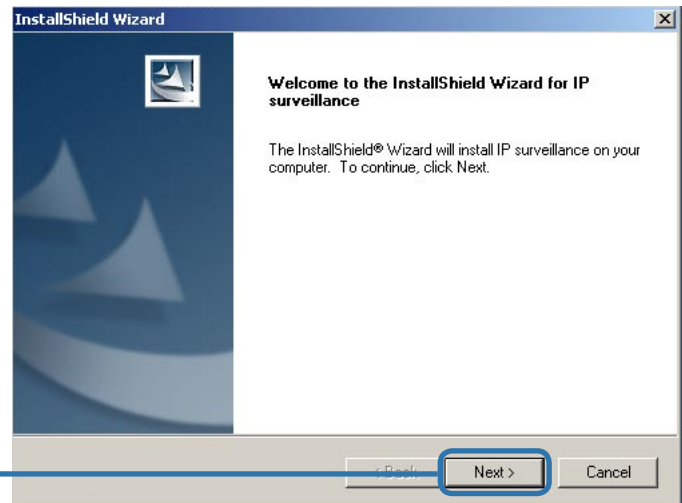 InstallShield Wizard
Welcome to the InstallShield Wizard for IP
surveillance
The InstallShield® Wizard will install IP surveillance on your
computer. To continue, click Next.
< Back
Next >
Cancel